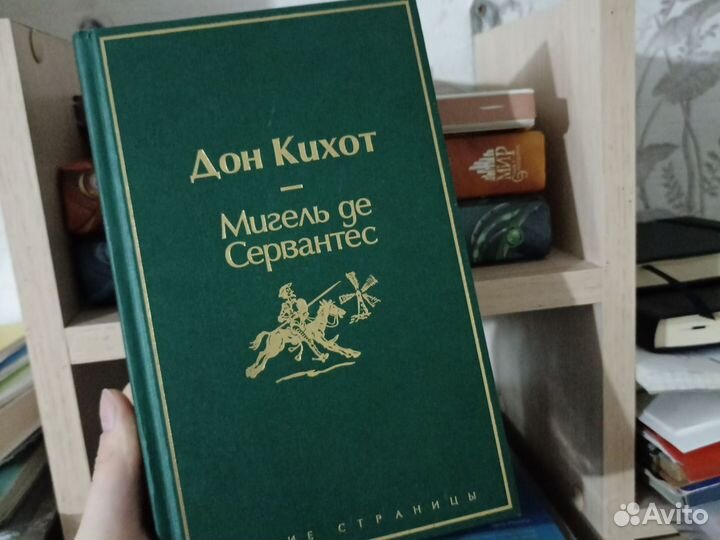 Дон Кихот
Мигель де
Сервантес
СТРАНИЦЫ
МИР
Avito